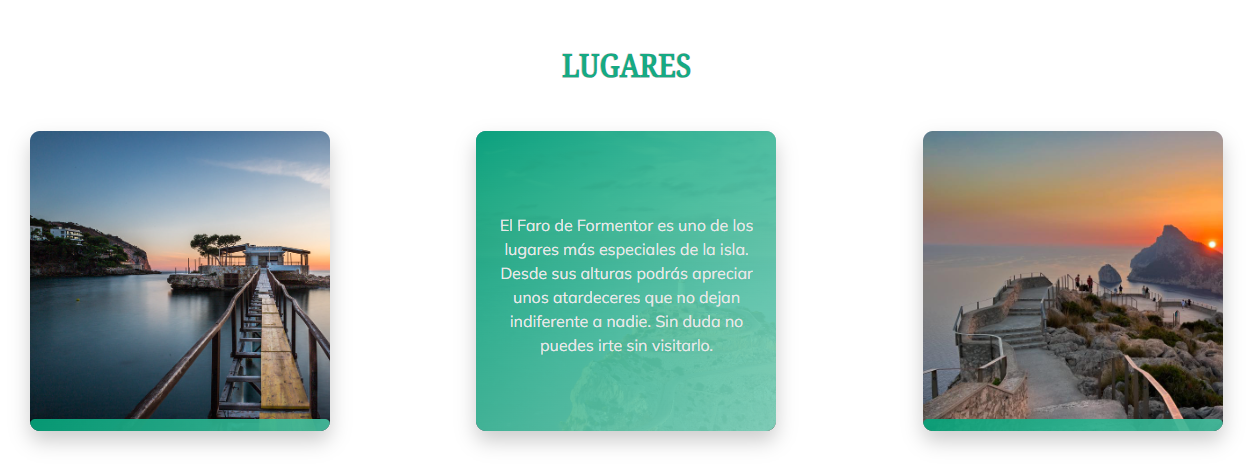 LUGARES
El Faro de Formentor es uno de los
lugares más especiales de la isla.
Desde sus alturas podrás apreciar
unos atardeceres que no dejan
indiferente a nadie. Sin duda no
puedes irte sin visitarlo.